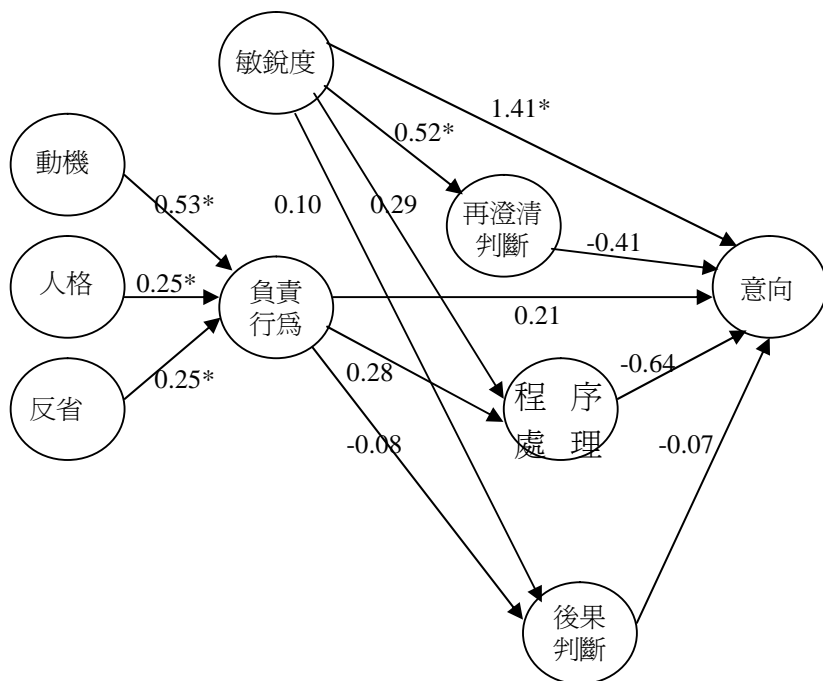 敏銳度
1.41*
0.52*
動機
0.53*
0.10
0.29
再澄清
判斷
-0.41
人格
0.25*
負責
行為
意向
0.21
反省
0.25*
0.28
-0.64
程 序
處 理
-0.08
-0.07
後果
判斷